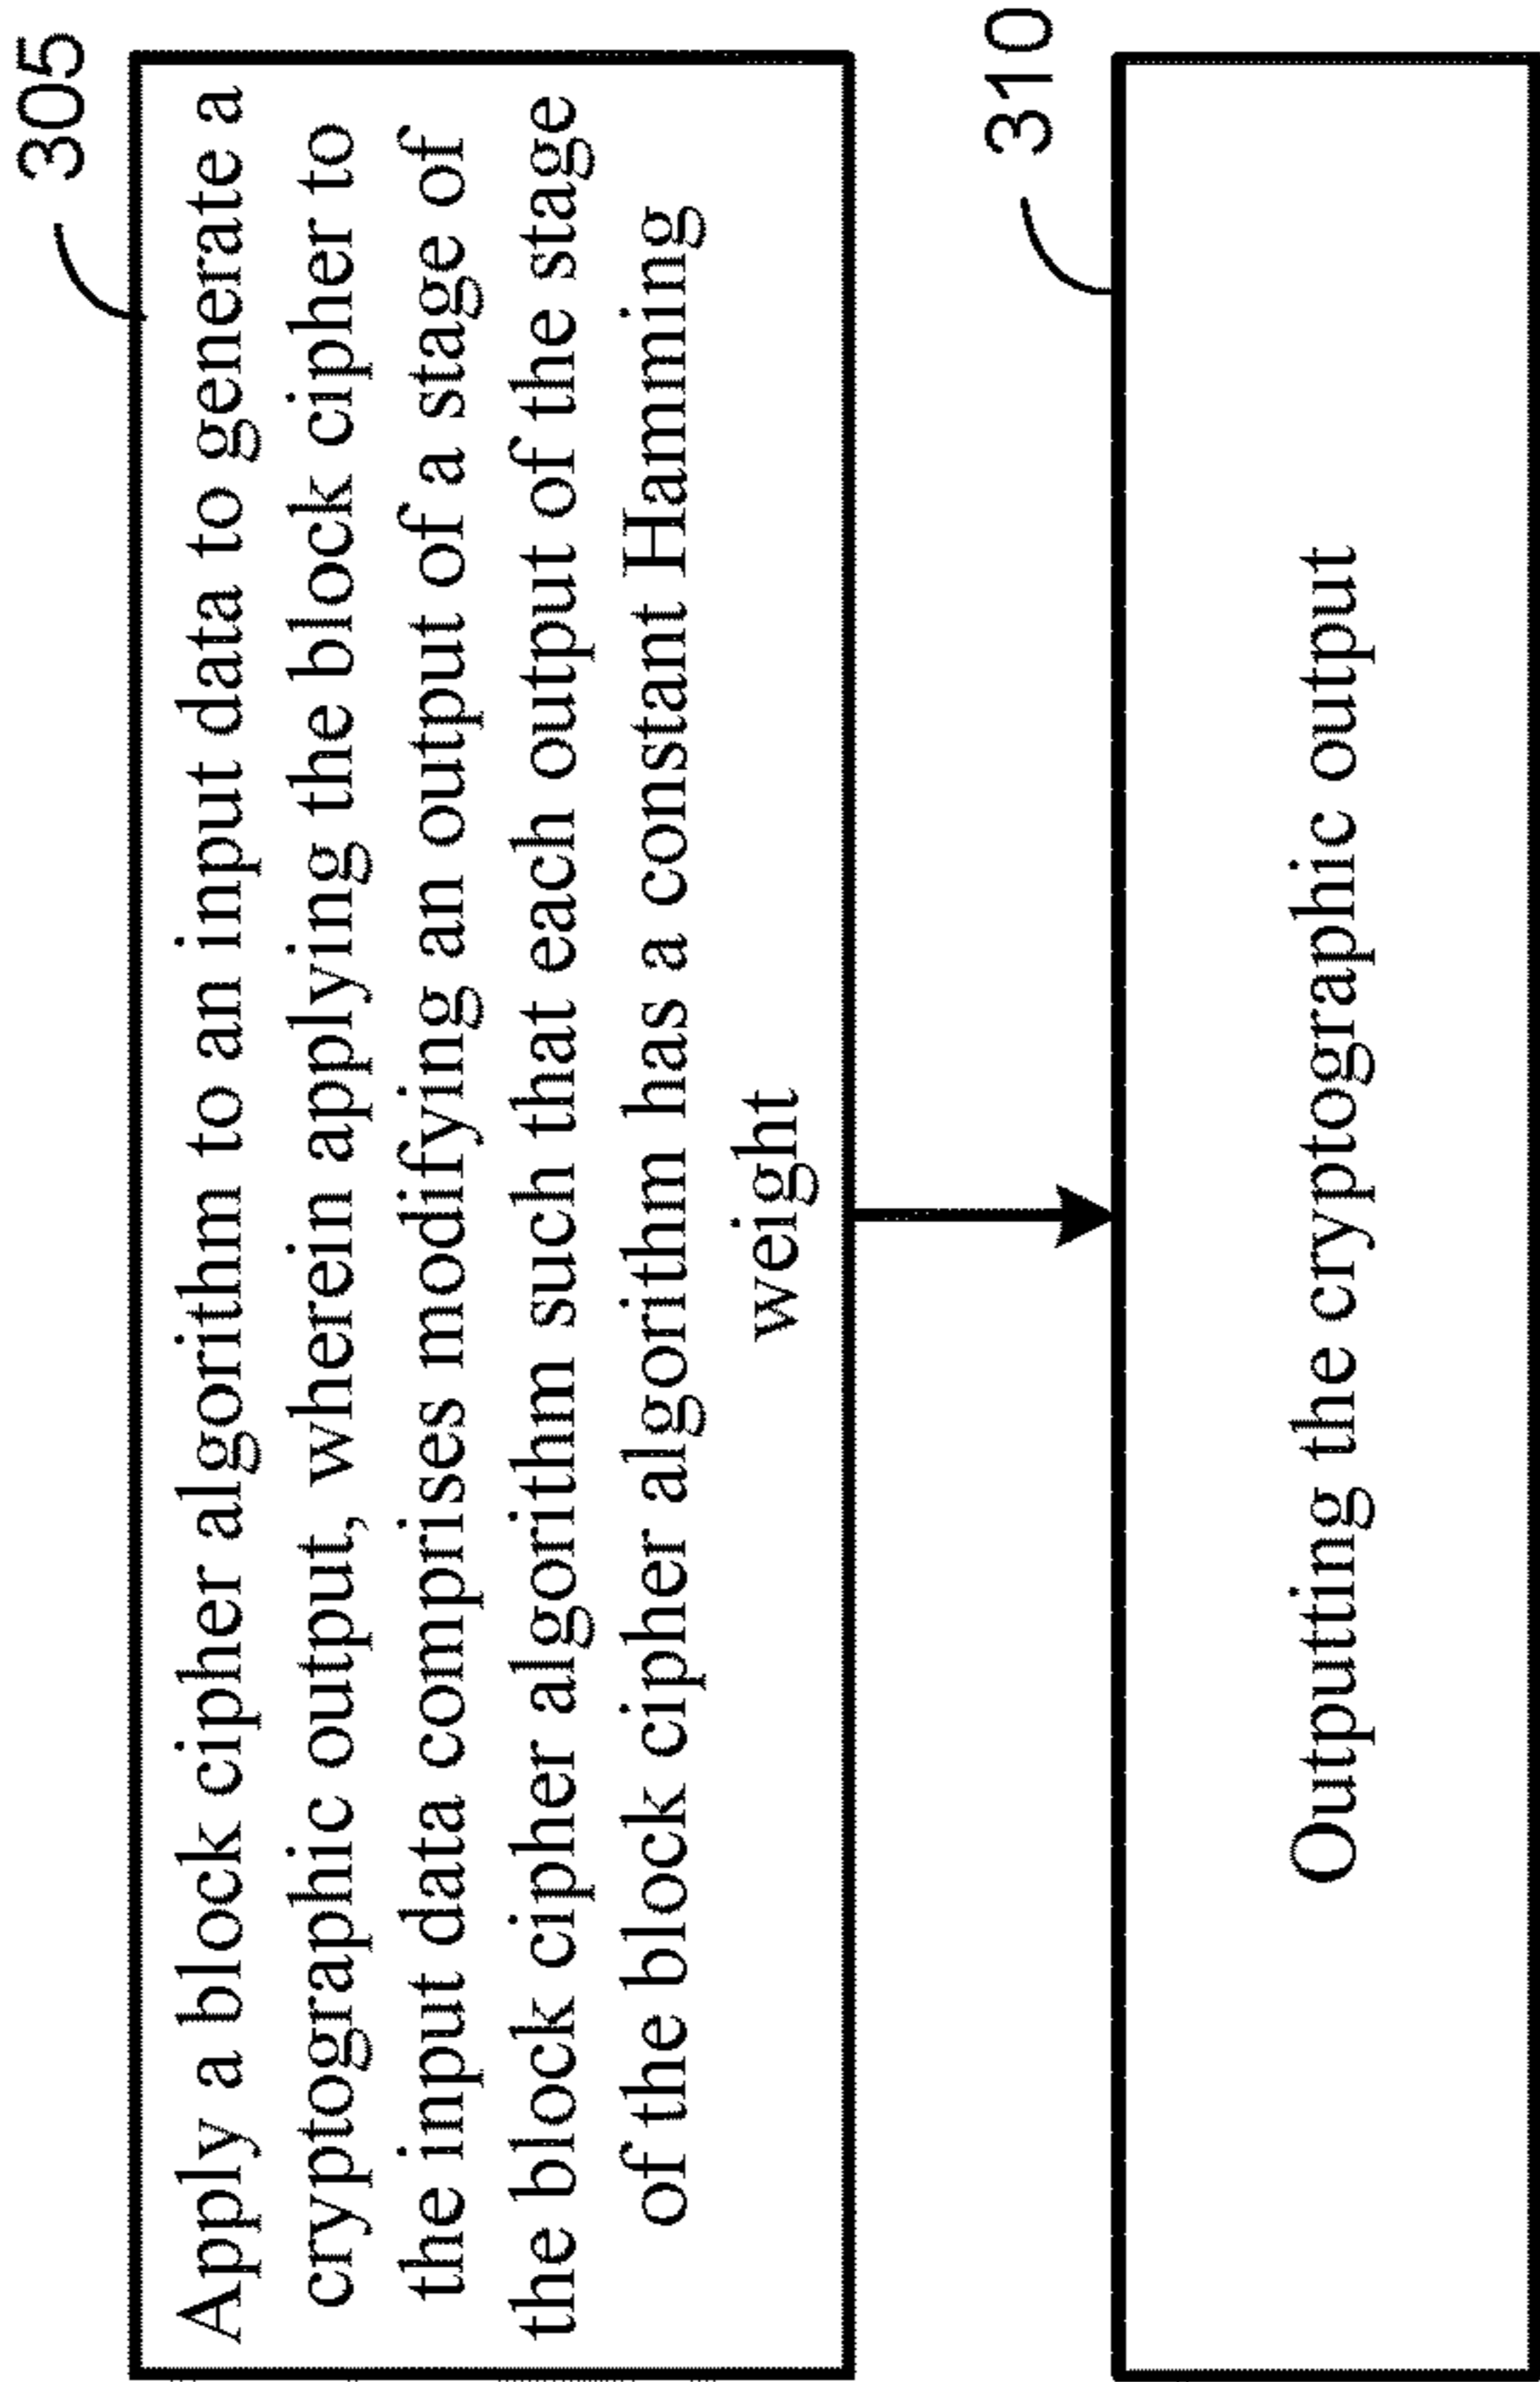 305
Apply a block cipher algorithm to an input data to generate a
cryptographic output, wherein applying the block cipher to
the input data comprises modifying an output of a stage of
the block cipher algorithm such that each output of the stage
of the block cipher algorithm has a constant Hamming
weight
310
Outputting the cryptographic output